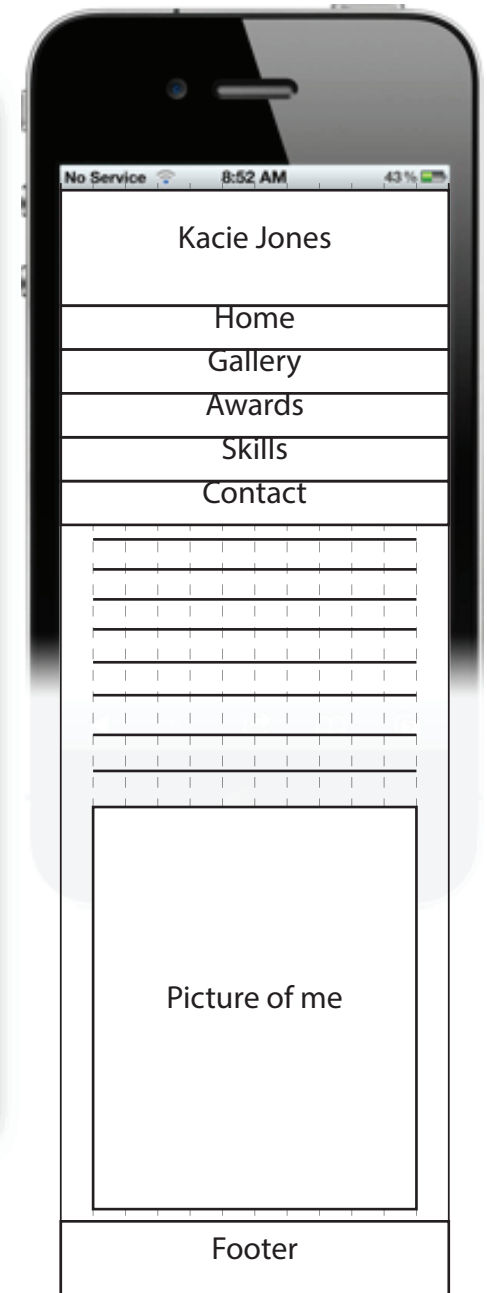 No Service 8:52 AM 43%
Kacie Jones
Home
Gallery
Awards
Skills
Contact
Picture of me
Footer